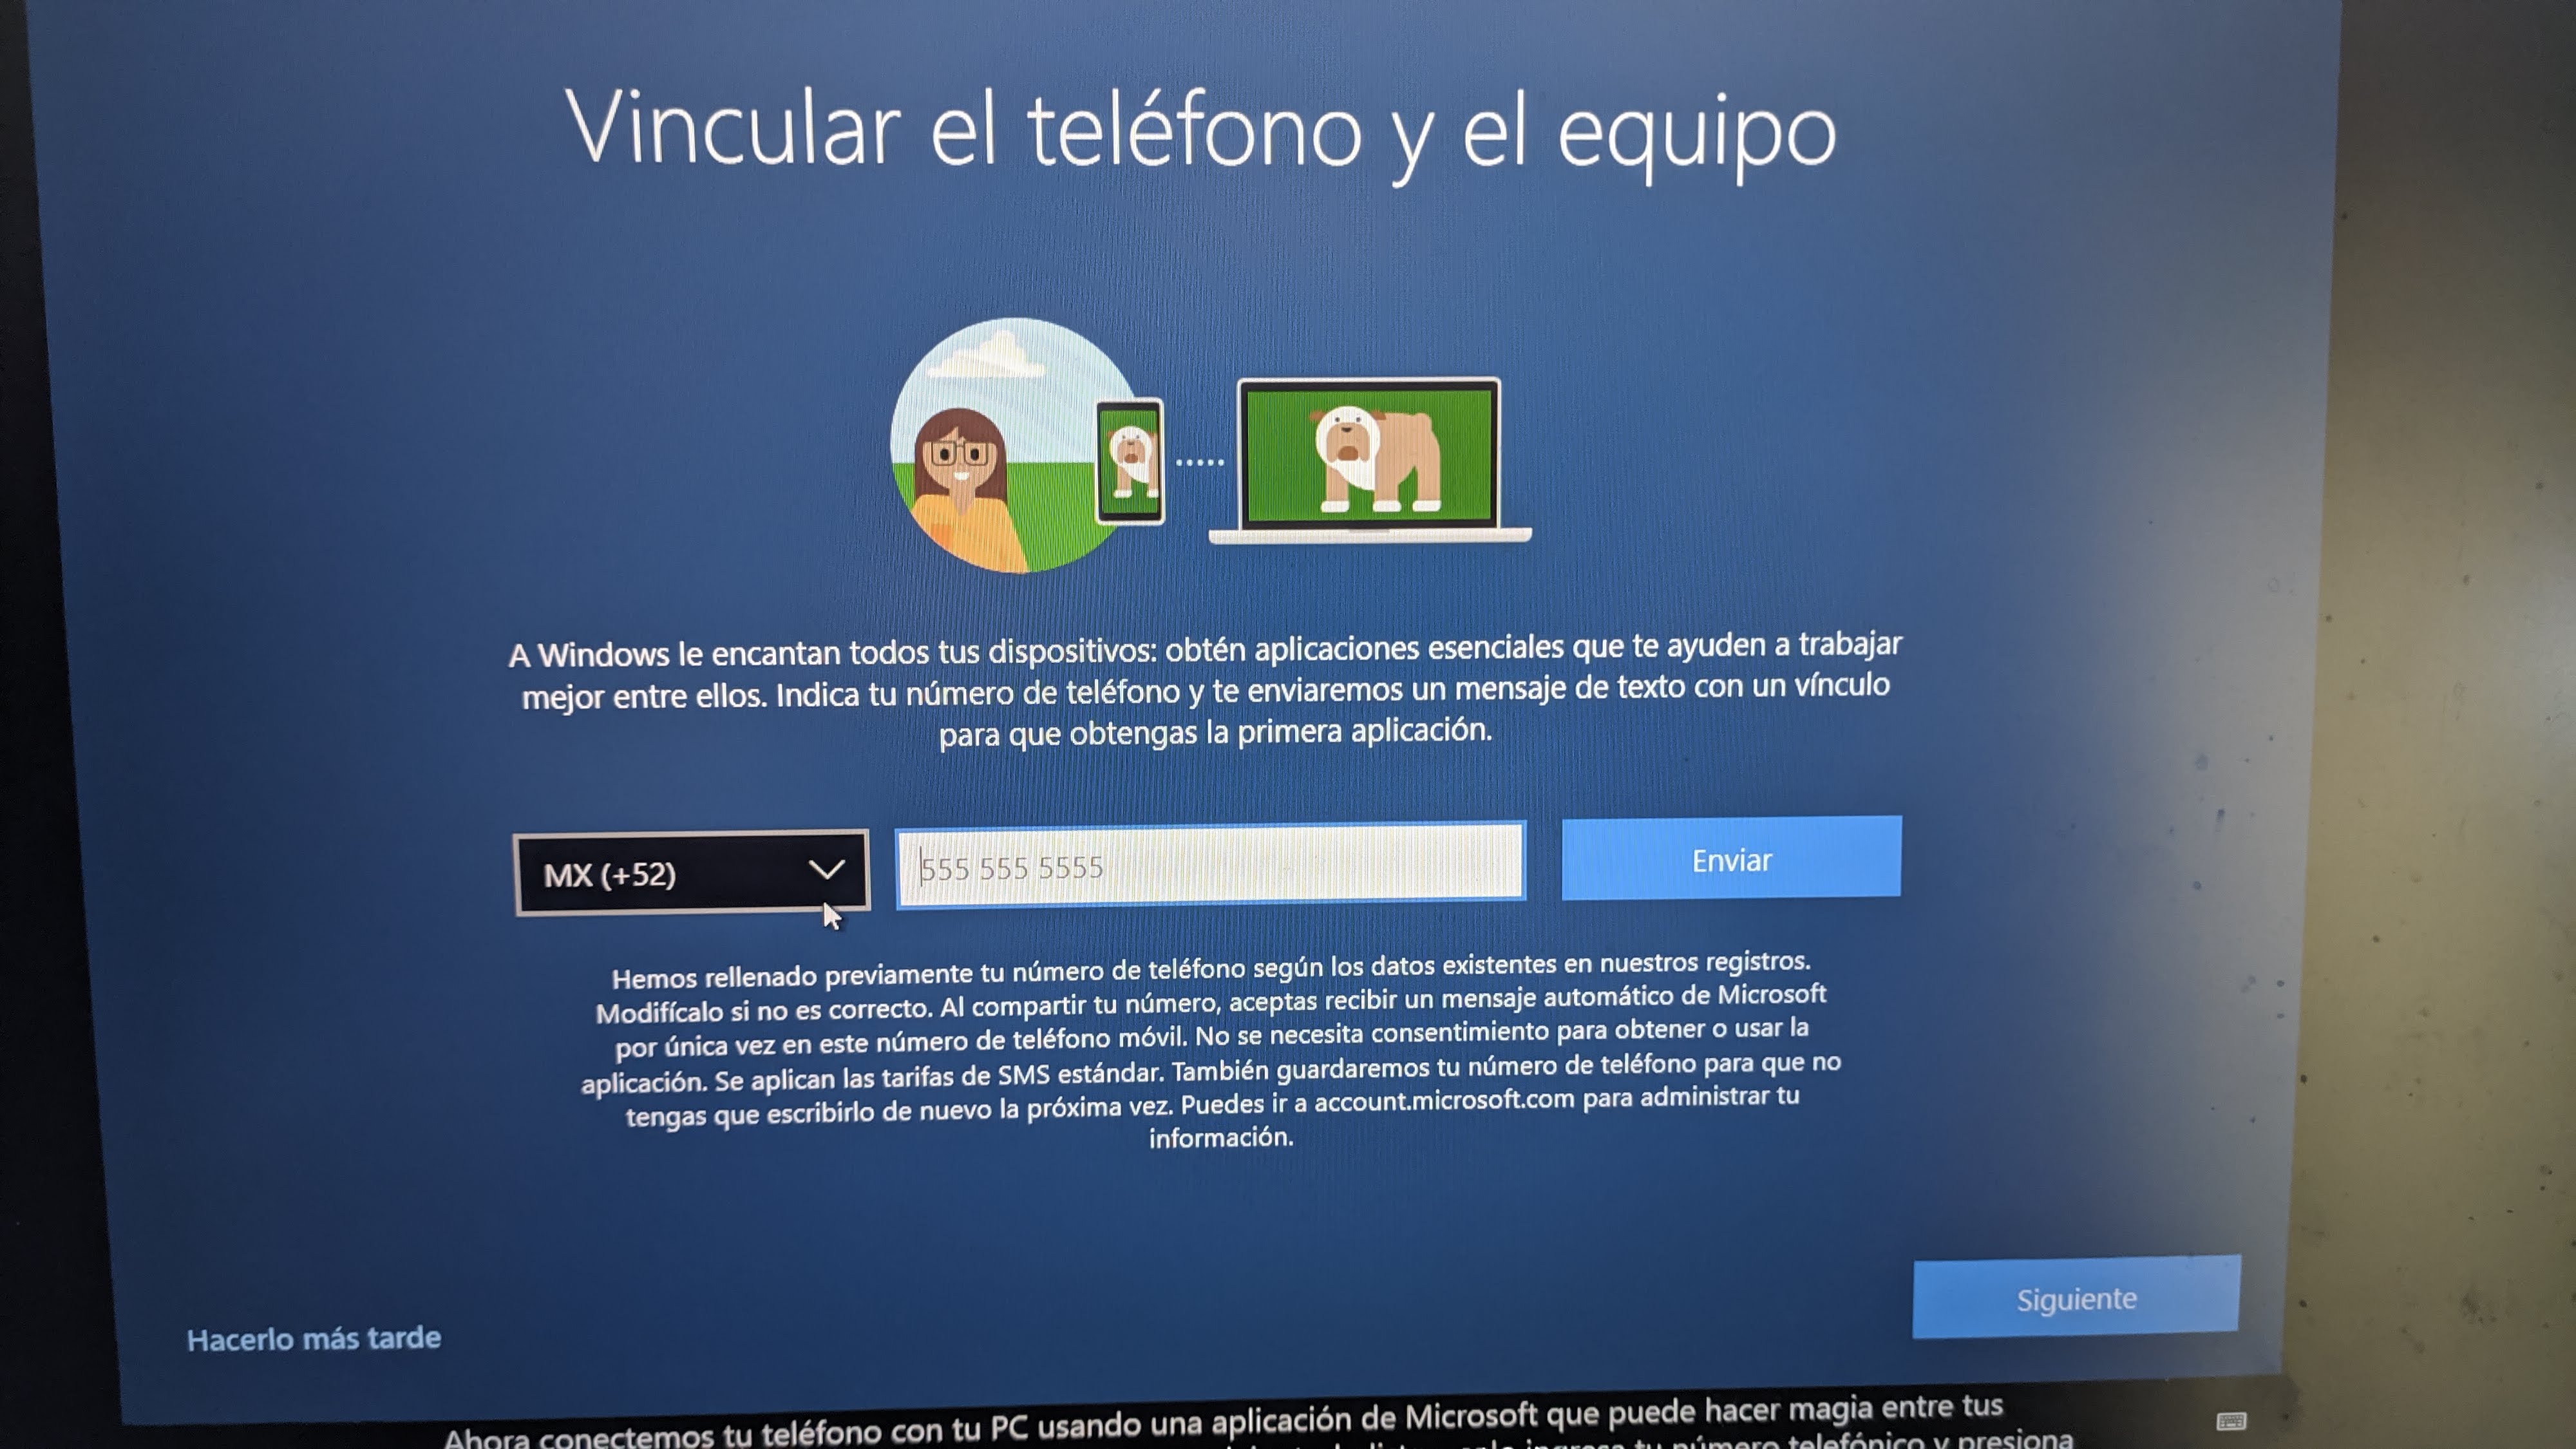 Vincular el teléfono y el equipo
A Windows le encantan todos tus dispositivos: obtén aplicaciones esenciales que te ayuden a trabajar
mejor entre ellos. Indica tu número de teléfono y te enviaremos un mensaje de texto con un vínculo
para que obtengas la primera aplicación.
MX (+52)
555 555 5555
Enviar
Hemos rellenado previamente tu número de teléfono según los datos existentes en nuestros registros.
Modifícalo si no es correcto. Al compartir tu número, aceptas recibir un mensaje automático de Microsoft
por única vez en este número de teléfono móvil. No se necesita consentimiento para obtener o usar la
aplicación. Se aplican las tarifas de SMS estándar. También guardaremos tu número de teléfono para que no
tengas que escribirlo de nuevo la próxima vez. Puedes ir a account.microsoft.com para administrar tu
información.
Siguiente
Hacerlo más tarde
Ahora conectemos tu teléfono con tu PC usando una aplicación de Microsoft que puede hacer magia entre tus
tu número telefónico y presiona